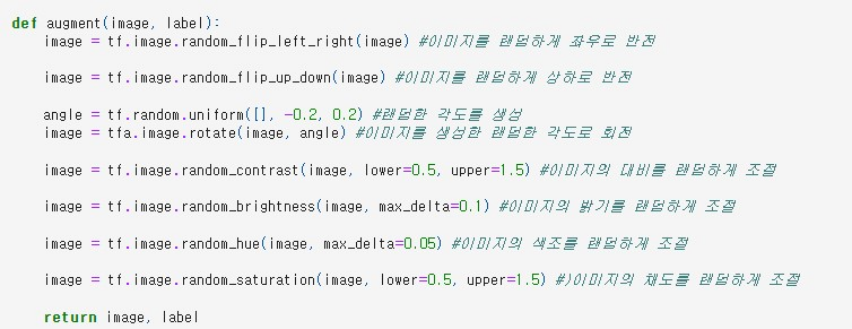 def augment(image, label):
    image = tf.image.random_flip_left_right(image) #이미지를 랜덤하게 좌우로 반전
    image = tf.image.random_flip_up_down(image) #이미지를 랜덤하게 상하로 반전
    angle = tf.random.uniform([], -0.2, 0.2) #랜덤한 각도를 생성
    image = tfa.image.rotate(image, angle) #이미지를 생성한 랜덤한 각도로 회전
    image = tf.image.random_contrast(image, lower=0.5, upper=1.5) #이미지의 대비를 랜덤하게 조절
    image = tf.image.random_brightness(image, max_delta=0.1) #이미지의 밝기를 랜덤하게 조절
    image = tf.image.random_hue(image, max_delta=0.05) #이미지의 색조를 랜덤하게 조절
    image = tf.image.random_saturation(image, lower=0.5, upper=1.5) #)이미지의 채도를 랜덤하게 조절
    return image, label